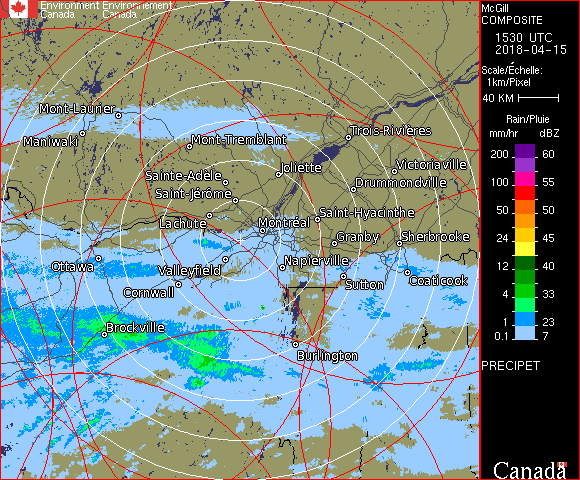 Environment Environnement
Canada Canada
McGill
COMPOSITE
1530 UTC
2018-04-15
Scale/Échelle:
1km/Pixel
40 KM
Rain/Pluie
mm/hr dBZ
200 60
100 55
50 50
24 45
12 40
4 33
1 23
0.1 7
PRECIPET
Canada
Mont-Laurier
Maniwaki
Mont-Tremblant
Trois-Rivières
Joliette
Victoriaville
Sainte-Adèle
Drummondville
Saint-Jérôme
Lachute
Saint-Hyacinthe
Montréal
Granby
Sherbrooke
Ottawa
Valleyfield
Napierville
Sutton
Coaticook
Cornwall
Brockville
Burlington